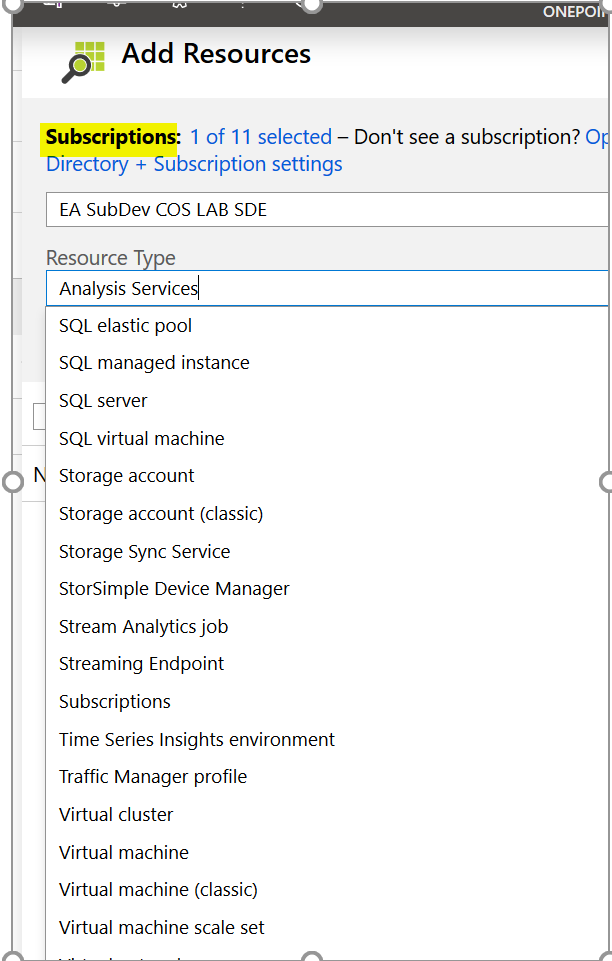 ONEPOI
Add Resources
Subscriptions: 1 of 11 selected – Don't see a subscription? Op
Directory + Subscription settings
EA SubDev COS LAB SDE
Resource Type
Analysis Services
SQL elastic pool
SQL managed instance
SQL server
SQL virtual machine
N
Storage account
Storage account (classic)
Storage Sync Service
StorSimple Device Manager
Stream Analytics job
Streaming Endpoint
Subscriptions
Time Series Insights environment
Traffic Manager profile
Virtual cluster
Virtual machine
Virtual machine (classic)
Virtual machine scale set